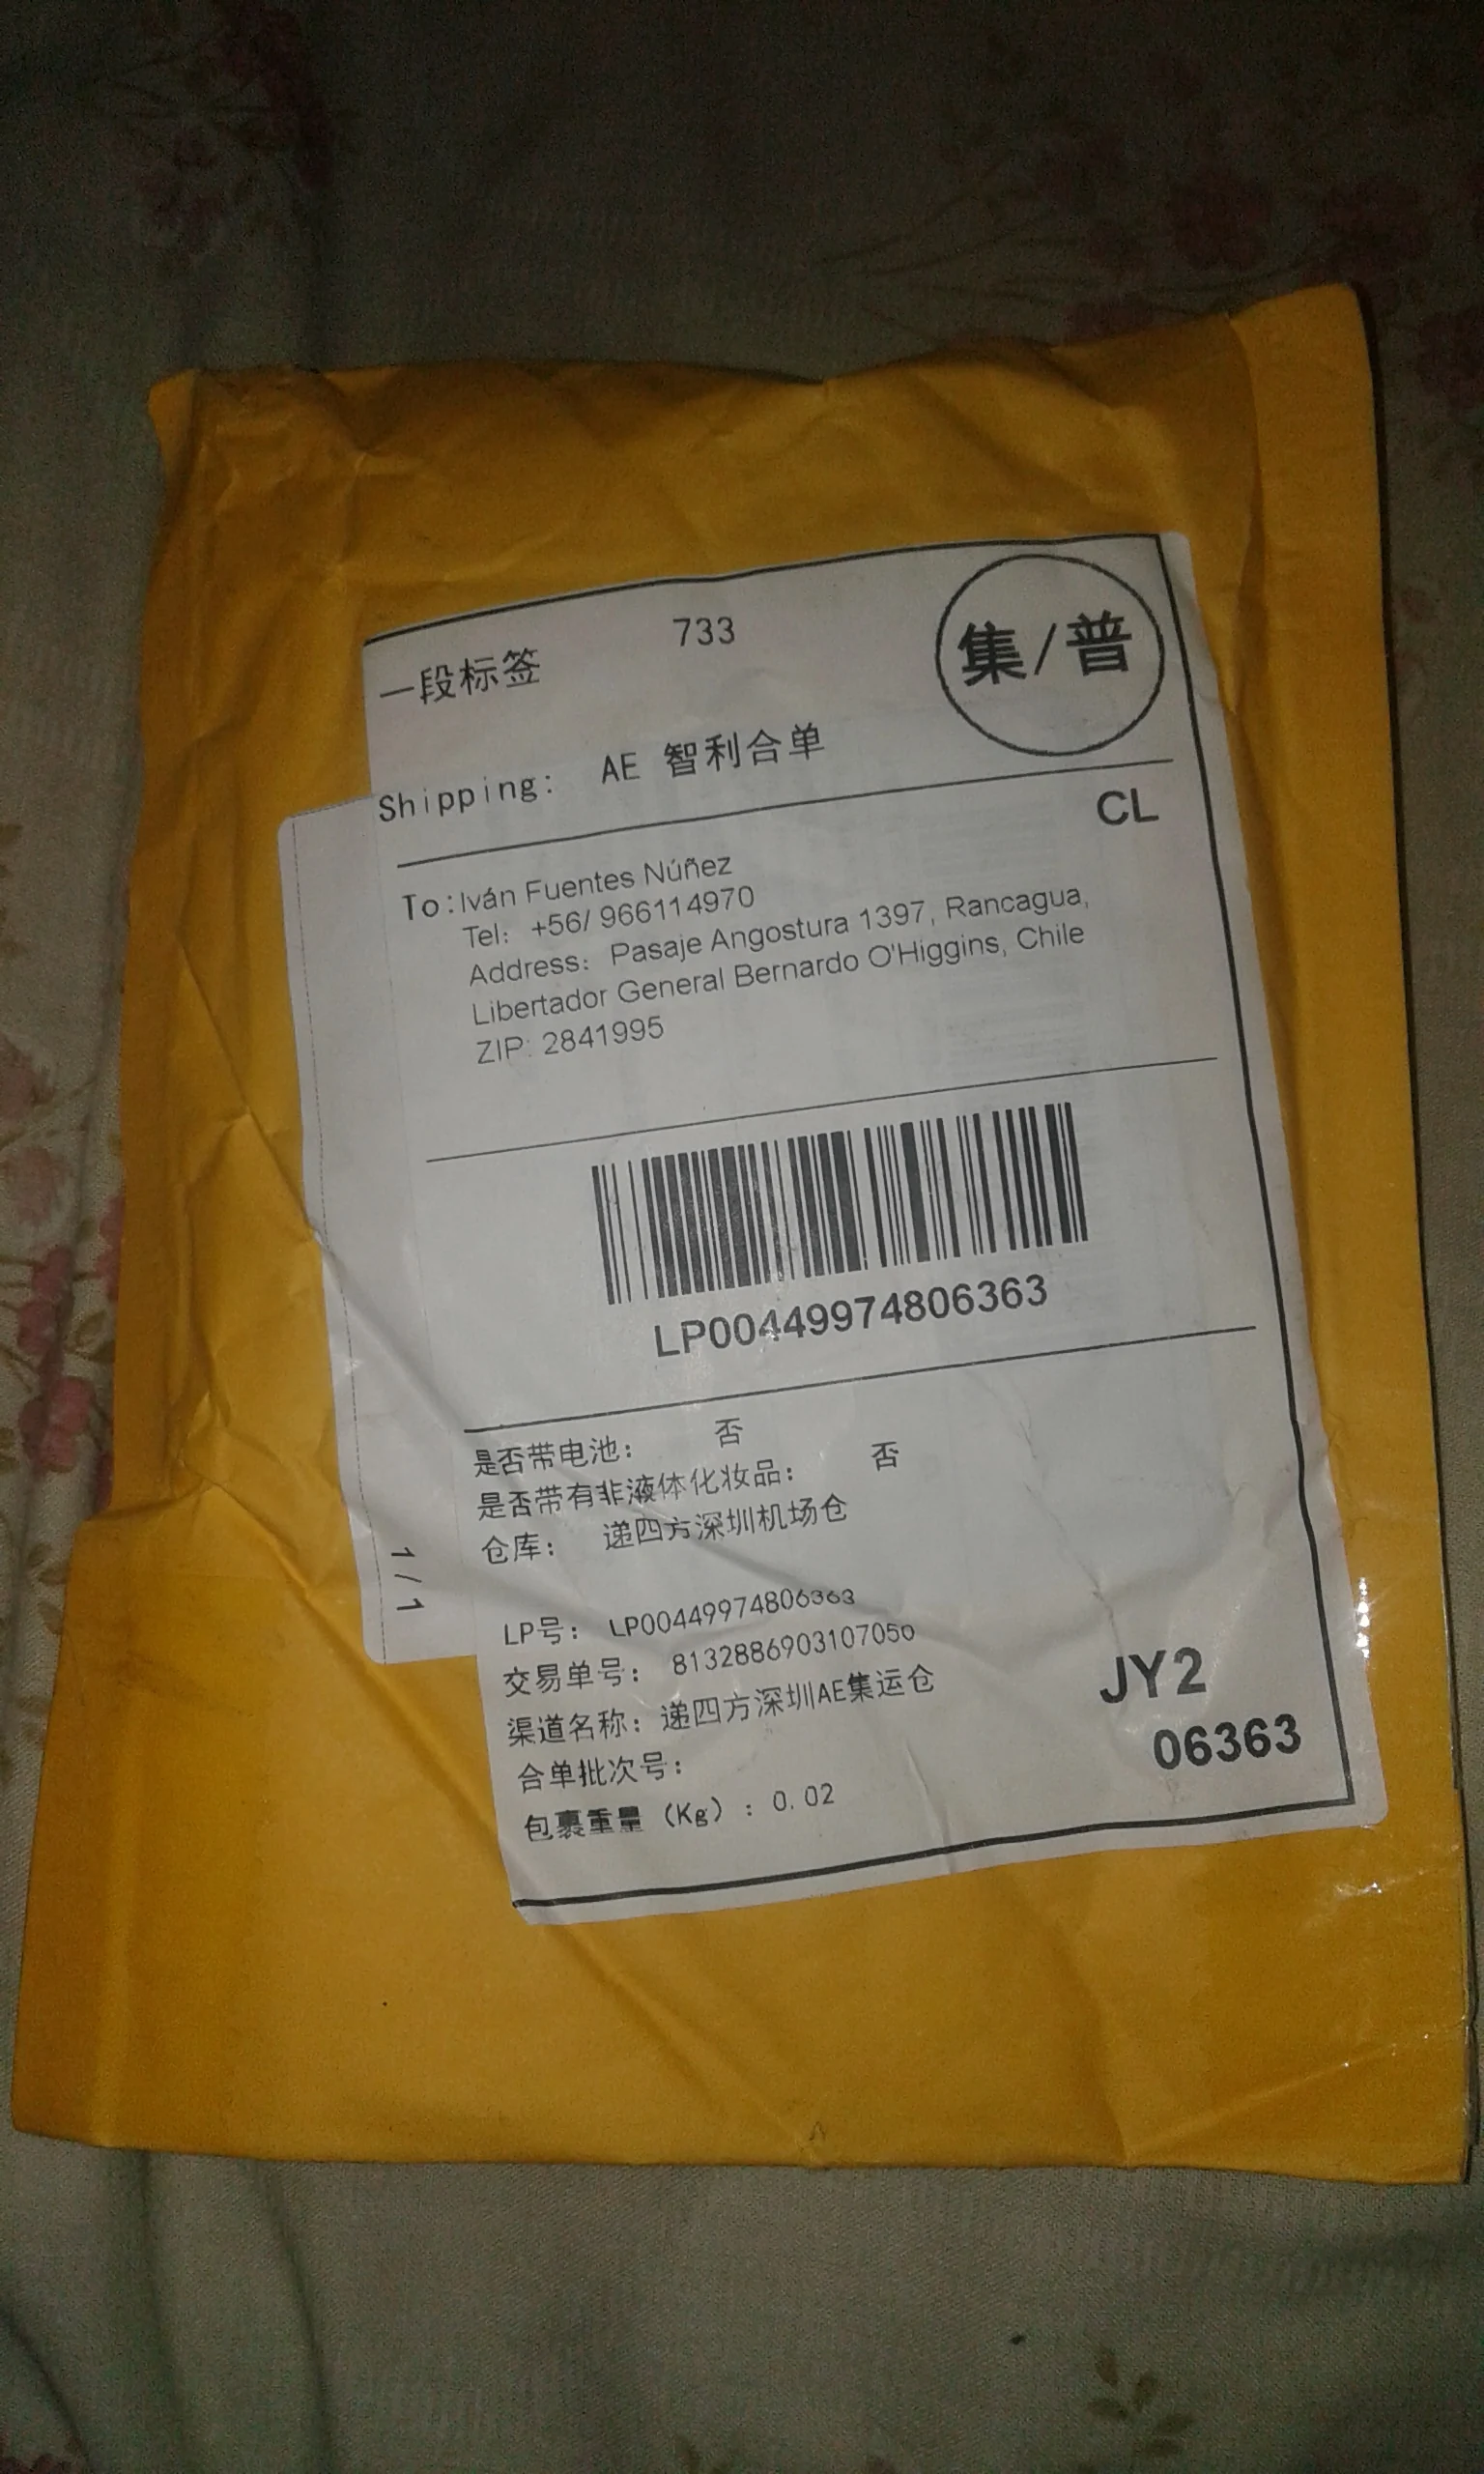 733
一段标签
集/普
Shipping: AE 智利合单
CL
To:Iván Fuentes Núñez
Tel: +56/ 966114970
Address: Pasaje Angostura 1397, Rancagua,
Libertador General Bernardo O'Higgins, Chile
ZIP: 2841995
LP00449974806363
是否带电池: 否
是否带有非液体化妆品: 否
仓库: 递四方深圳机场仓
1/1
LP号: LP00449974806363
交易单号: 8132886903107050
渠道名称: 递四方深圳AE集运仓
合单批次号:
包裹重量 (Kg) : 0.02
JY2
06363